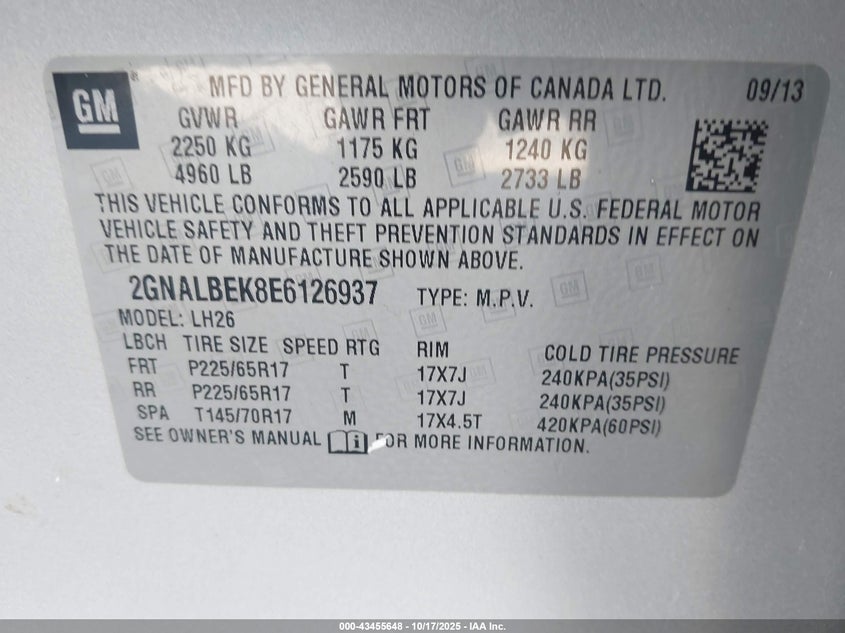 GM
MFD BY GENERAL MOTORS OF CANADA LTD. 09/13
GVWR GAWR FRT GAWR RR
2250 KG 1175 KG 1240 KG
4960 LB 2590 LB 2733 LB
THIS VEHICLE CONFORMS TO ALL APPLICABLE U.S. FEDERAL MOTOR
VEHICLE SAFETY AND THEFT PREVENTION STANDARDS IN EFFECT ON
THE DATE OF MANUFACTURE SHOWN ABOVE.
2GNALBEK8E6126937 TYPE: M.P.V.
MODEL: LH26
LBCH TIRE SIZE SPEED RTG RIM COLD TIRE PRESSURE
FRT P225/65R17 T 17X7J 240KPA(35PSI)
RR P225/65R17 T 17X7J 240KPA(35PSI)
SPA T145/70R17 M 17X4.5T 420KPA(60PSI)
SEE OWNER'S MANUAL FOR MORE INFORMATION.
000-43455648 - 10/17/2025 - IAA Inc.